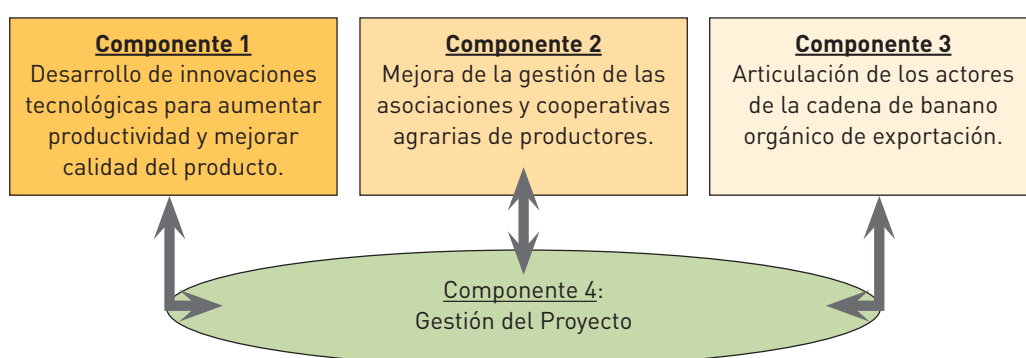 Componente 1
Desarrollo de innovaciones
tecnológicas para aumentar
productividad y mejorar
calidad del producto.
Componente 2
Mejora de la gestión de las
asociaciones y cooperativas
agrarias de productores.
Componente 3
Articulación de los actores
de la cadena de banano
orgánico de exportación.
Componente 4:
Gestión del Proyecto